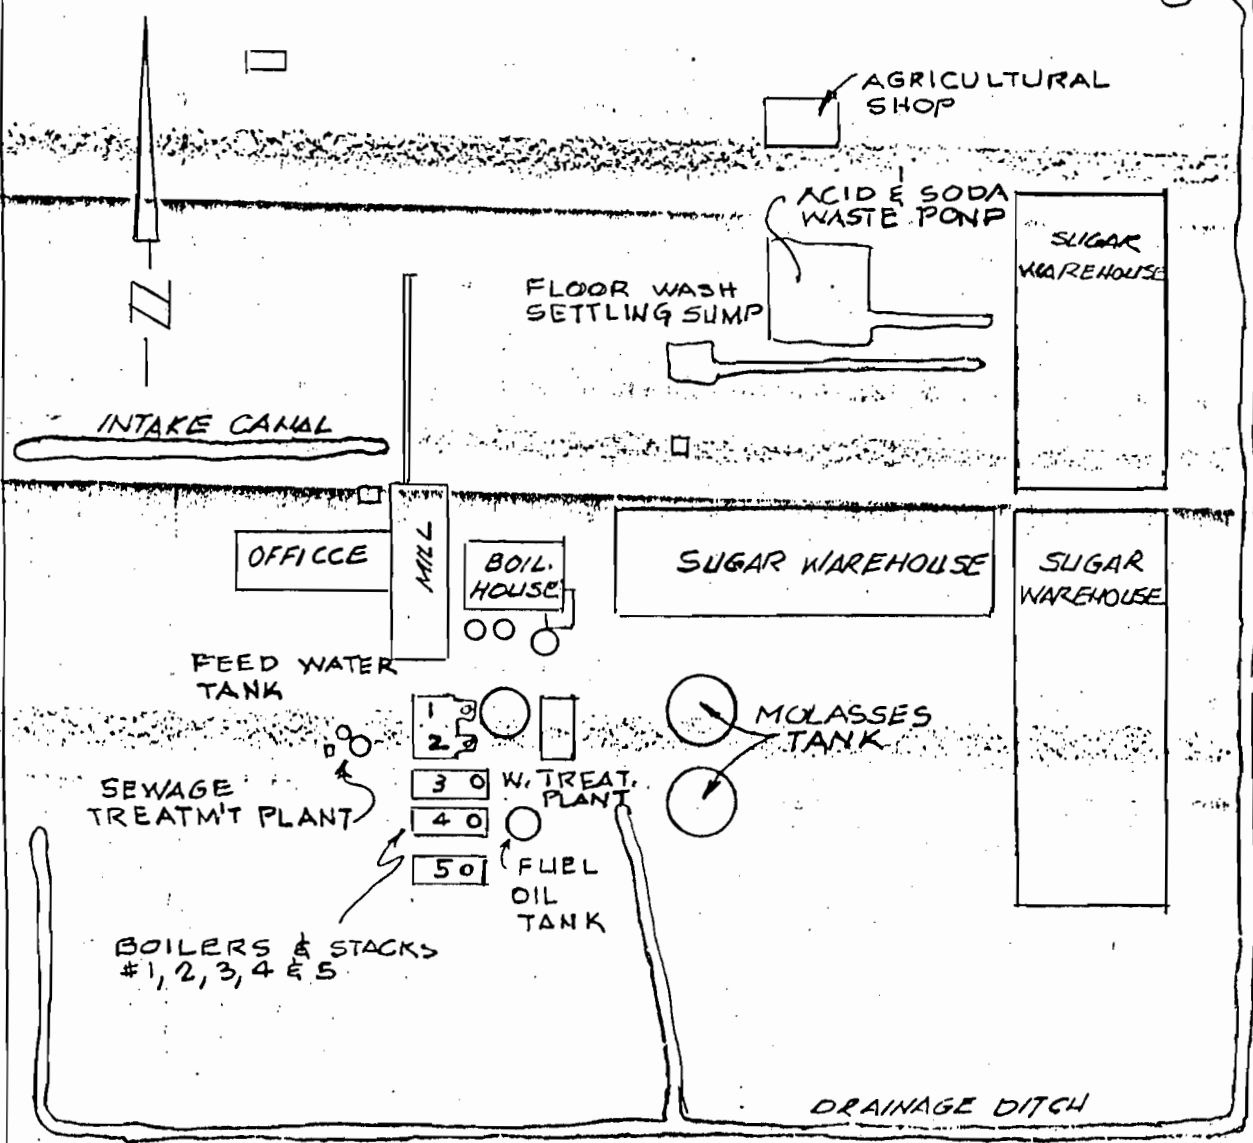 AGRICULTURAL
SHOP
ACID & SODA
WASTE POND
SUGAR
WAREHOUSE
FLOOR WASH
SETTLING SUMP
N
INTAKE CANAL
OFFICCE
MILL
BOIL.
HOUSE
SUGAR WAREHOUSE
SUGAR
WAREHOUSE
FEED WATER
TANK
1
2
MOLASSES
TANK
3
W. TREAT.
PLANT
SEWAGE
TREATM'T PLANT
4
5
FUEL
OIL
TANK
BOILERS & STACKS
#1, 2, 3, 4 & 5
DRAINAGE DITCH